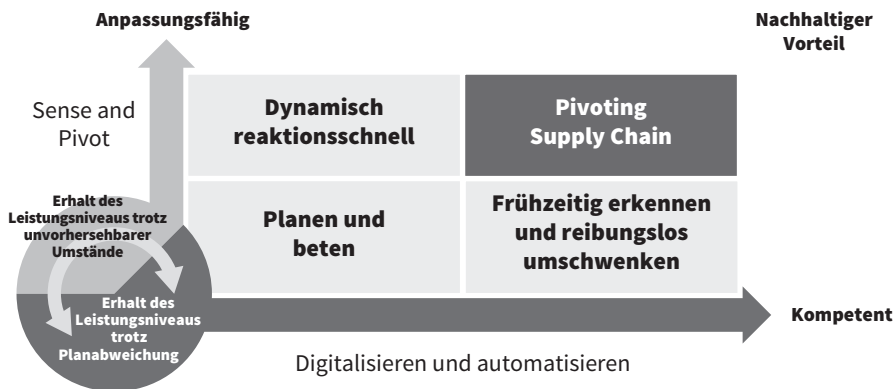 Anpassungsfähig
Nachhaltiger
Vorteil
Sense and
Pivot
Dynamisch
reaktionsschnell
Pivoting
Supply Chain
Erhalt des
Leistungsniveaus trotz
unvorhersehbarer
Umstände
Planen und
beten
Frühzeitig erkennen
und reibungslos
umschwenken
Erhalt des
Leistungsniveaus
trotz
Planabweichung
Kompetent
Digitalisieren und automatisieren